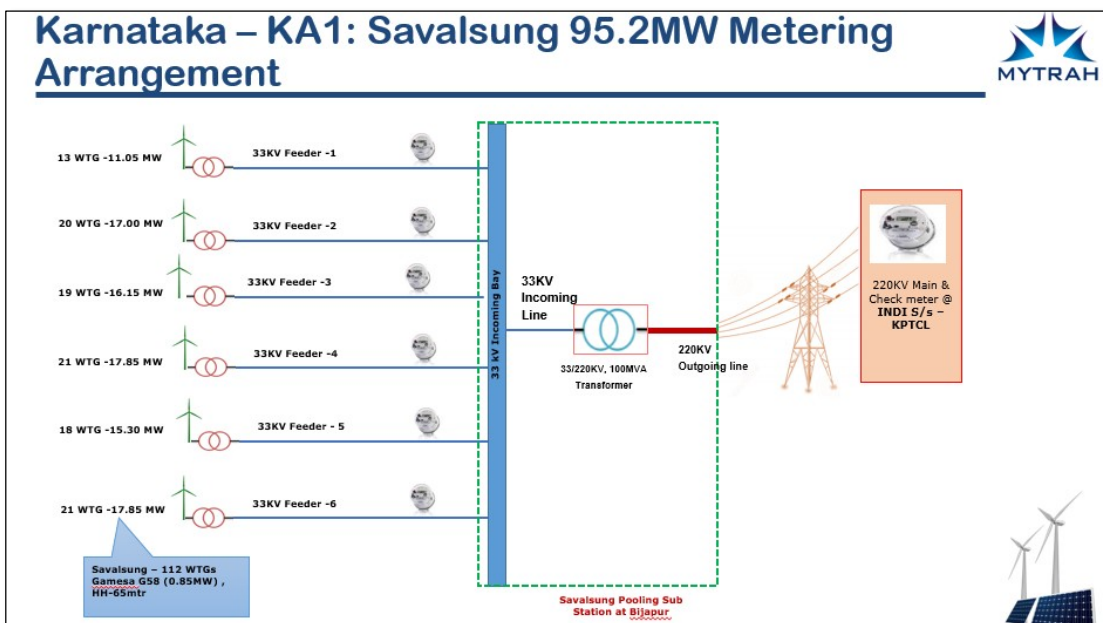 Karnataka – KA1: Savalsung 95.2MW Metering
Arrangement
MYTRAH
13 WTG -11.05 MW
33KV Feeder -1
20 WTG -17.00 MW
33KV Feeder -2
19 WTG -16.15 MW
33KV Feeder -3
21 WTG -17.85 MW
33KV Feeder -4
18 WTG -15.30 MW
33KV Feeder - 5
21 WTG -17.85 MW
33KV Feeder -6
Savalsung – 112 WTGs
Gamesa G58 (0.85MW) ,
HH-65mtr
33 kV Incoming Bay
33KV
Incoming
Line
33/220KV, 100MVA
Transformer
220KV
Outgoing line
Savalsung Pooling Sub
Station at Bijapur
220KV Main &
Check meter @
INDI S/s –
KPTCL